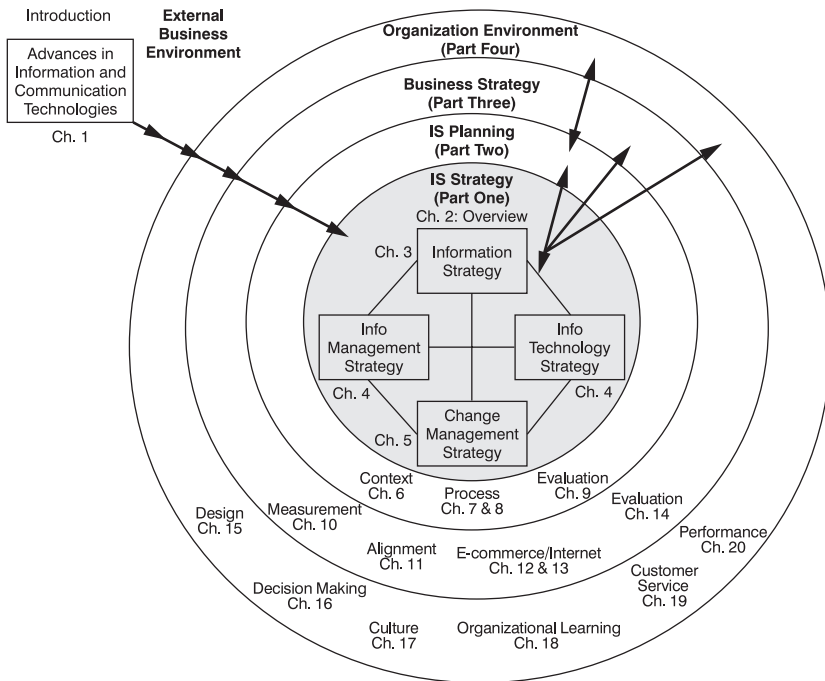 Introduction
External
Business
Environment
Advances in
Information and
Communication
Technologies
Ch. 1
Organization Environment
(Part Four)
Business Strategy
(Part Three)
IS Planning
(Part Two)
IS Strategy
(Part One)
Ch. 2: Overview
Ch. 3
Information
Strategy
Info
Management
Strategy
Ch. 4
Info
Technology
Strategy
Ch. 4
Ch. 5
Change
Management
Strategy
Context
Ch. 6
Process
Ch. 7 & 8
Evaluation
Ch. 9
Measurement
Ch. 10
Alignment
Ch. 11
E-commerce/Internet
Ch. 12 & 13
Evaluation
Ch. 14
Design
Ch. 15
Decision Making
Ch. 16
Culture
Ch. 17
Organizational Learning
Ch. 18
Customer
Service
Ch. 19
Performance
Ch. 20